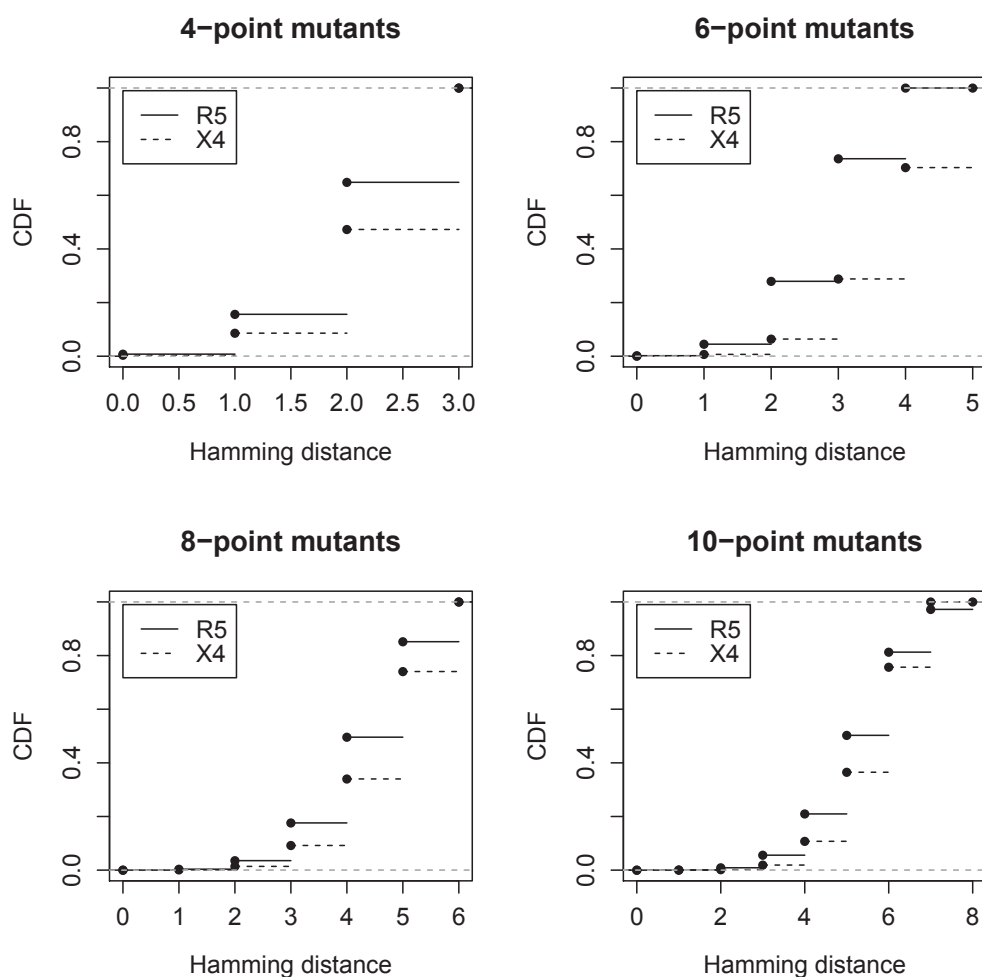 4−point mutants
R5
X4
CDF
0.0 0.4 0.8
0.0 0.5 1.0 1.5 2.0 2.5 3.0
Hamming distance
6−point mutants
R5
X4
CDF
0.0 0.4 0.8
0 1 2 3 4 5
Hamming distance
8−point mutants
R5
X4
CDF
0.0 0.4 0.8
0 1 2 3 4 5 6
Hamming distance
10−point mutants
R5
X4
CDF
0.0 0.4 0.8
0 2 4 6 8
Hamming distance